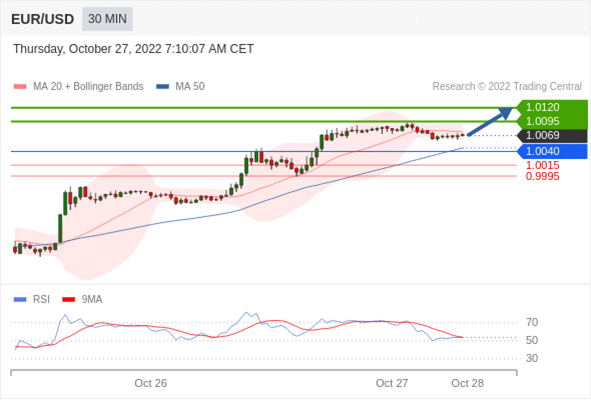 EUR/USD 30 MIN
Thursday, October 27, 2022 7:10:07 AM CET
MA 20 + Bollinger Bands MA 50 Research © 2022 Trading Central
1.0120
1.0095
1.0069
1.0040
1.0015
0.9995
RSI 9MA
70
50
30
Oct 26 Oct 27 Oct 28